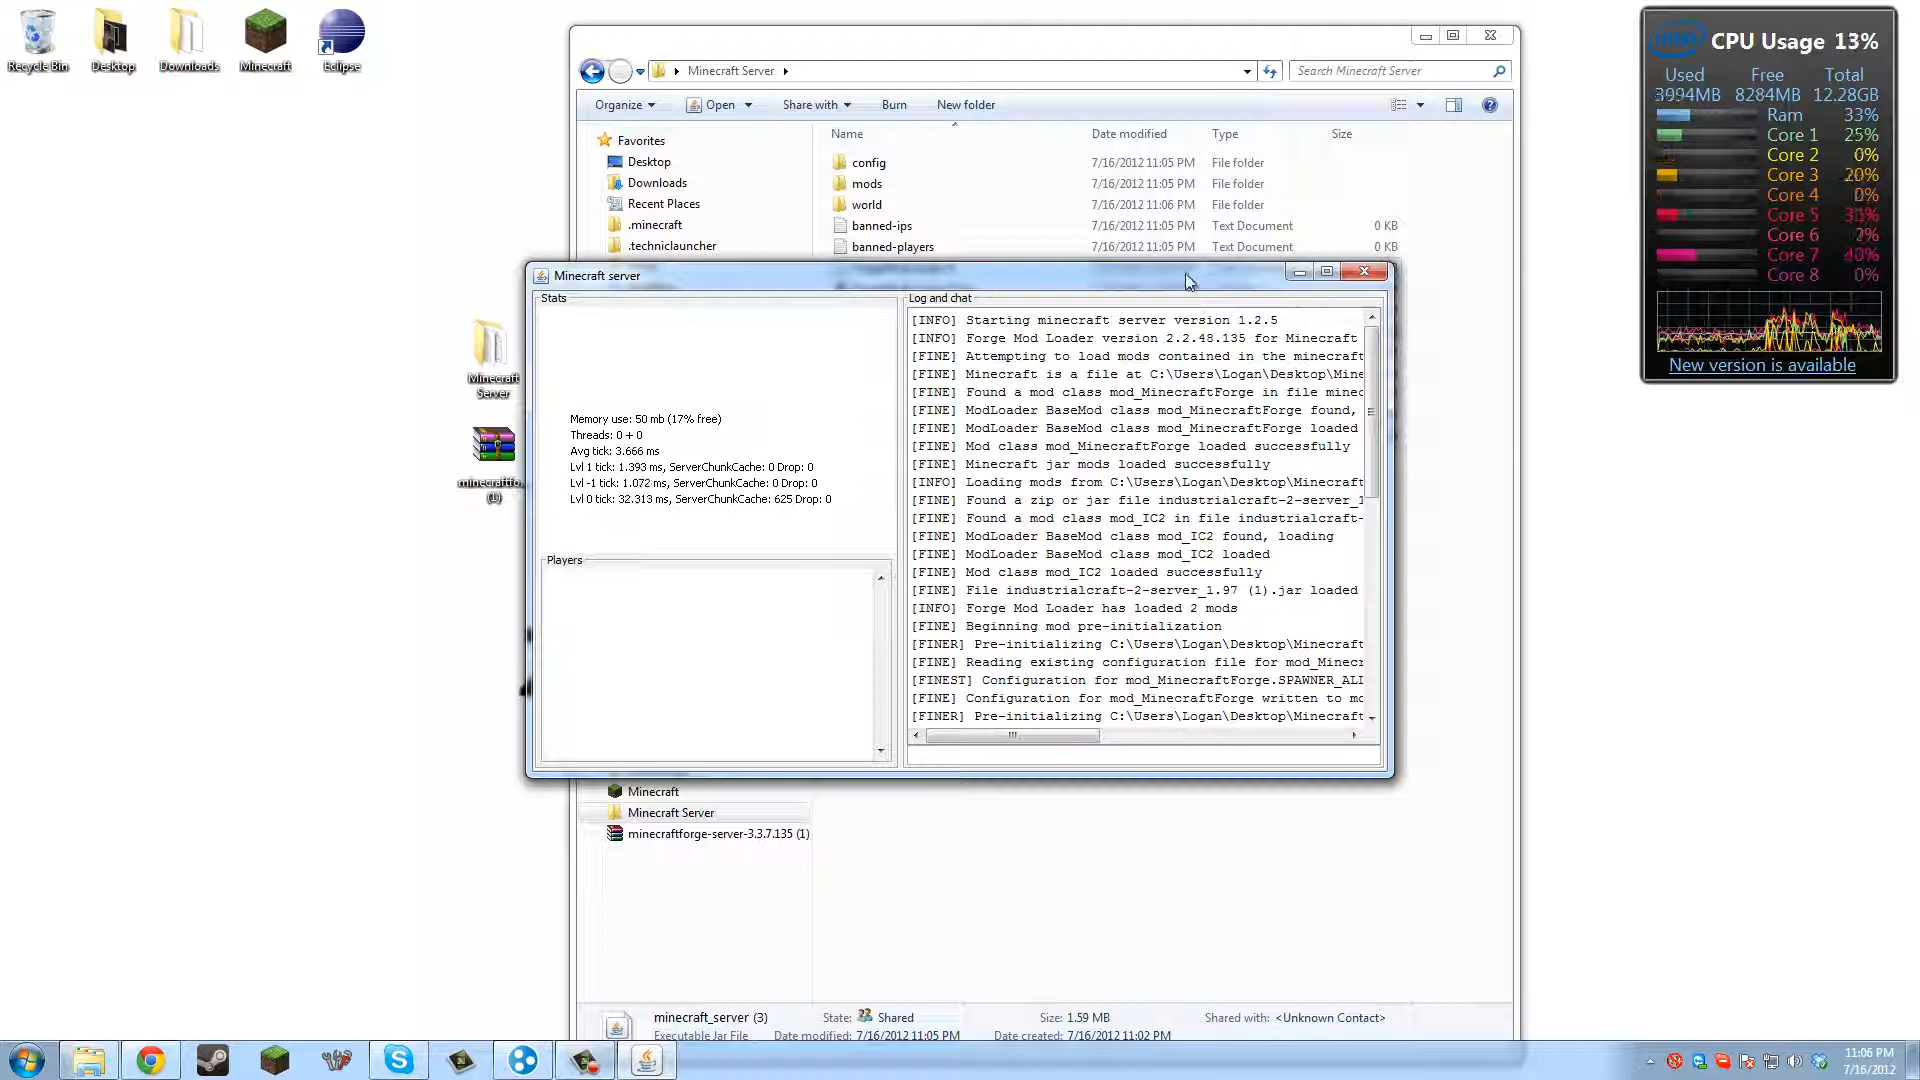 Recycle Bin
Desktop
Downloads
Minecraft
Eclipse
Minecraft Server
Search Minecraft Server
Organize
Open
Share with
Burn
New folder
Name
Date modified
Type
Size
Favorites
Desktop
Downloads
Recent Places
.minecraft
.techniclauncher
config 7/16/2012 11:05 PM File folder
mods 7/16/2012 11:05 PM File folder
world 7/16/2012 11:06 PM File folder
banned-ips 7/16/2012 11:05 PM Text Document 0 KB
banned-players 7/16/2012 11:05 PM Text Document 0 KB
intel CPU Usage 13%
Used Free Total
3994MB 8284MB 12.28GB
Ram 33%
Core 1 25%
Core 2 0%
Core 3 20%
Core 4 0%
Core 5
Core 6 2%
Core 7 40%
Core 8 0%
New version is available
Minecraft
Server
minecraftfo...
(1)
Minecraft server
Stats
Memory use: 50 mb (17% free)
Threads: 0 + 0
Avg tick: 3.666 ms
Lvl 1 tick: 1.393 ms, ServerChunkCache: 0 Drop: 0
Lvl -1 tick: 1.072 ms, ServerChunkCache: 0 Drop: 0
Lvl 0 tick: 32.313 ms, ServerChunkCache: 625 Drop: 0
Players
Log and chat
[INFO] Starting minecraft server version 1.2.5
[INFO] Forge Mod Loader version 2.2.48.135 for Minecraft
[FINE] Attempting to load mods contained in the minecraft
[FINE] Minecraft is a file at C:\Users\Logan\Desktop\Mine
[FINE] Found a mod class mod_MinecraftForge in file minec
[FINE] ModLoader BaseMod class mod_MinecraftForge found,
[FINE] ModLoader BaseMod class mod_MinecraftForge loaded
[FINE] Mod class mod_MinecraftForge loaded successfully
[FINE] Minecraft jar mods loaded successfully
[INFO] Loading mods from C:\Users\Logan\Desktop\Minecraft
[FINE] Found a zip or jar file industrialcraft-2-server_1
[FINE] Found a mod class mod_IC2 in file industrialcraft-
[FINE] ModLoader BaseMod class mod_IC2 found, loading
[FINE] ModLoader BaseMod class mod_IC2 loaded
[FINE] Mod class mod_IC2 loaded successfully
[FINE] File industrialcraft-2-server_1.97 (1).jar loaded
[INFO] Forge Mod Loader has loaded 2 mods
[FINE] Beginning mod pre-initialization
[FINER] Pre-initializing C:\Users\Logan\Desktop\Minecraft
[FINE] Reading existing configuration file for mod_Minecr
[FINEST] Configuration for mod_MinecraftForge.SPAWNER_ALL
[FINE] Configuration for mod_MinecraftForge written to mo
[FINER] Pre-initializing C:\Users\Logan\Desktop\Minecraft
Minecraft
Minecraft Server
minecraftforge-server-3.3.7.135 (1)
minecraft_server (3) State: Shared Size: 1.59 MB Shared with: <Unknown Contact>
Executable Jar File Date modified: 7/16/2012 11:05 PM Date created: 7/16/2012 11:02 PM
11:06 PM
7/16/2012